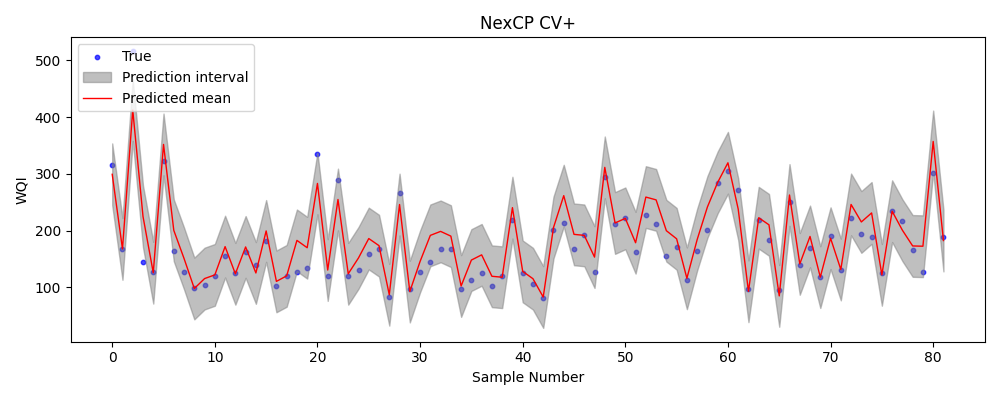 NexCP CV+
True
Prediction interval
Predicted mean
WQI
500
400
300
200
100
0 10 20 30 40 50 60 70 80
Sample Number